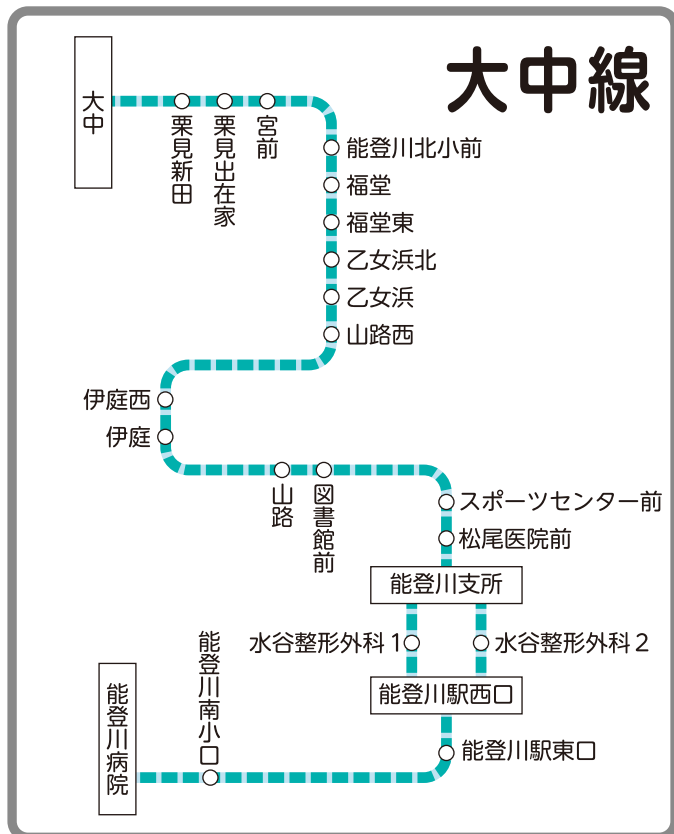 大中線
大中
栗見新田
栗見出在家
宮前
能登川北小前
福堂
福堂東
乙女浜北
乙女浜
山路西
伊庭西
伊庭
山路
図書館前
スポーツセンター前
松尾医院前
能登川支所
水谷整形外科1
水谷整形外科2
能登川駅西口
能登川駅東口
能登川南小口
能登川病院